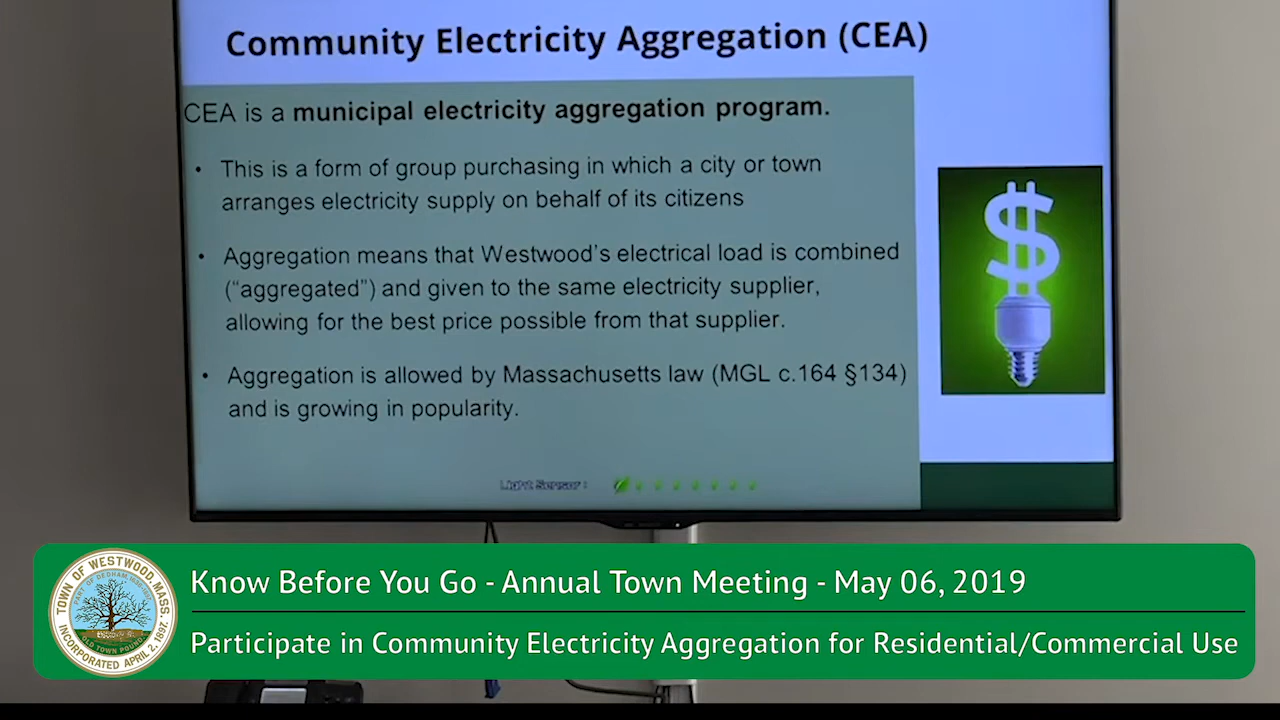 Community Electricity Aggregation (CEA)
CEA is a municipal electricity aggregation program.
• This is a form of group purchasing in which a city or town
arranges electricity supply on behalf of its citizens
• Aggregation means that Westwood's electrical load is combined
("aggregated") and given to the same electricity supplier,
allowing for the best price possible from that supplier.
• Aggregation is allowed by Massachusetts law (MGL c.164 §134)
and is growing in popularity.
$
Light Sensor :
TOWN OF WESTWOOD, MASS.
OLD TOWN POUND
INCORPORATED APRIL 2, 1897.
Know Before You Go - Annual Town Meeting - May 06, 2019
Participate in Community Electricity Aggregation for Residential/Commercial Use